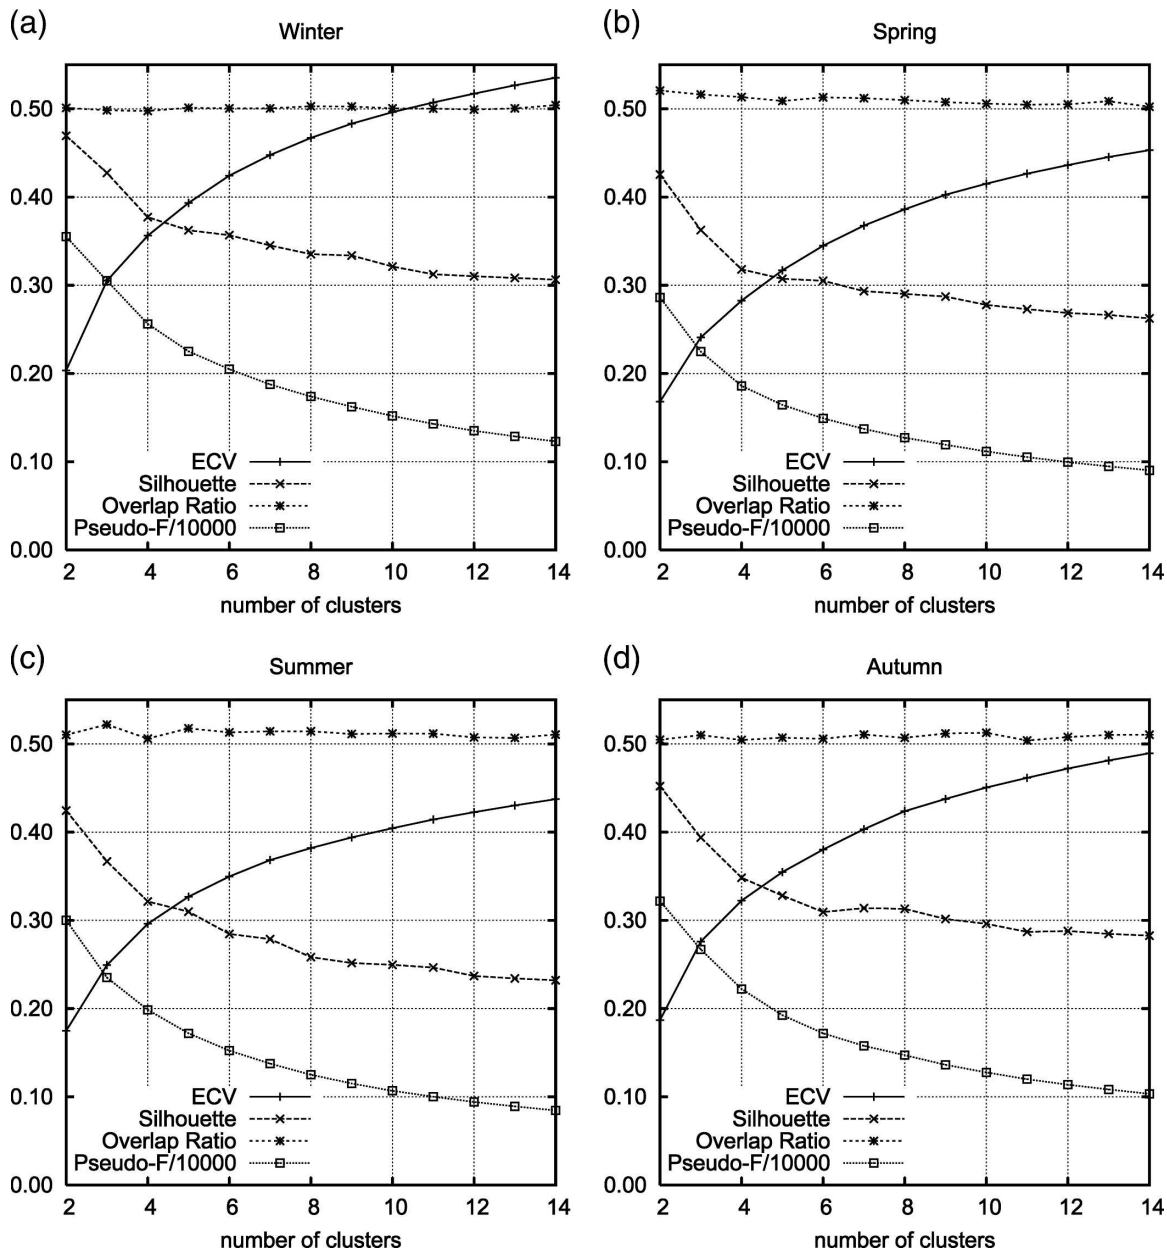 (a)
Winter
0.50
0.40
0.30
0.20
0.10
0.00
ECV
Silhouette
Overlap Ratio
Pseudo-F/10000
2 4 6 8 10 12 14
number of clusters
(b)
Spring
0.50
0.40
0.30
0.20
0.10
0.00
ECV
Silhouette
Overlap Ratio
Pseudo-F/10000
2 4 6 8 10 12 14
number of clusters
(c)
Summer
0.50
0.40
0.30
0.20
0.10
0.00
ECV
Silhouette
Overlap Ratio
Pseudo-F/10000
2 4 6 8 10 12 14
number of clusters
(d)
Autumn
0.50
0.40
0.30
0.20
0.10
0.00
ECV
Silhouette
Overlap Ratio
Pseudo-F/10000
2 4 6 8 10 12 14
number of clusters